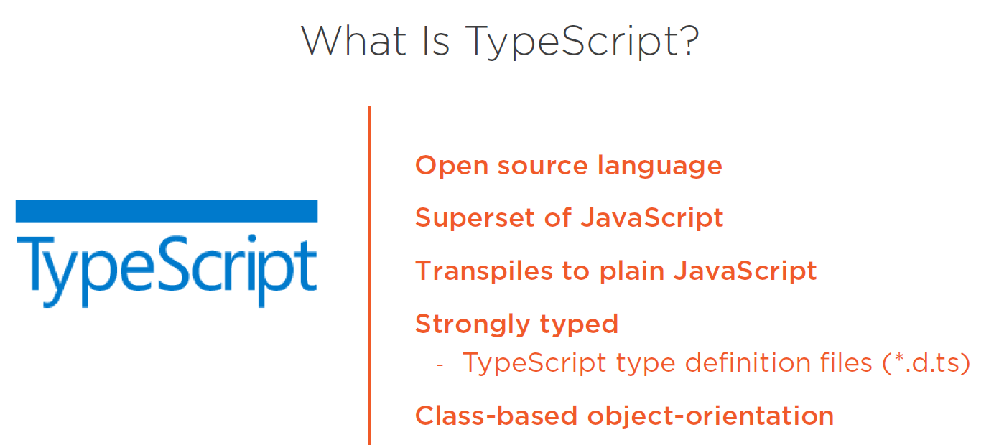 What Is TypeScript?
TypeScript
Open source language
Superset of JavaScript
Transpiles to plain JavaScript
Strongly typed
- TypeScript type definition files (*.d.ts)
Class-based object-orientation